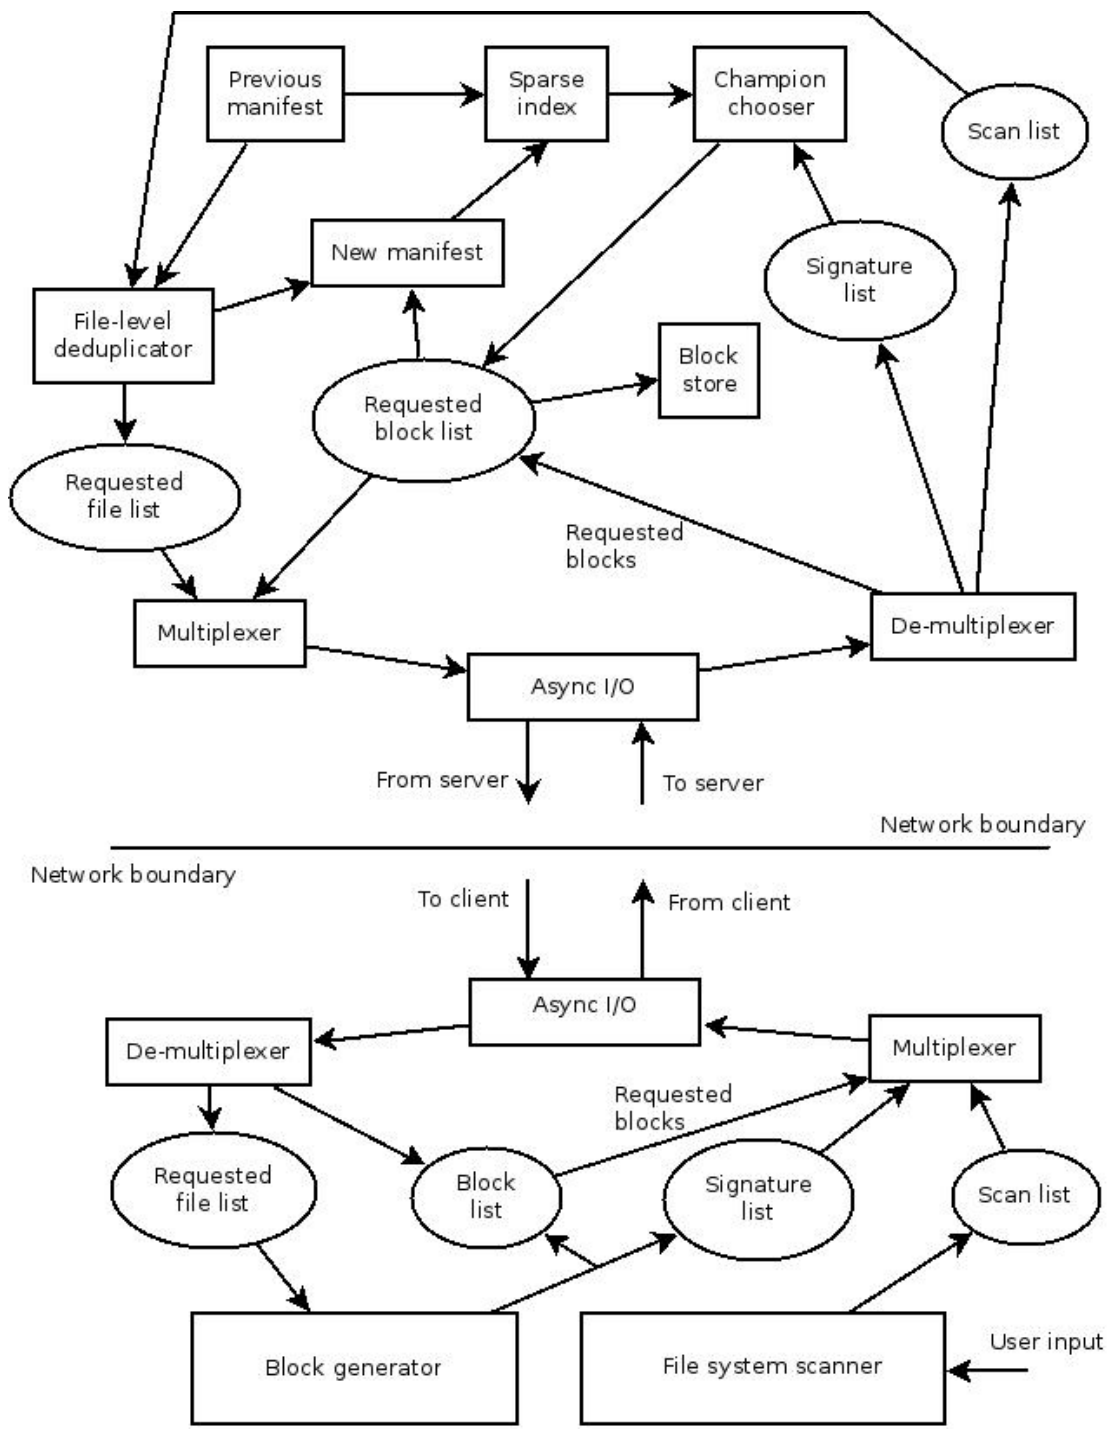 Previous
manifest
Sparse
index
Champion
chooser
Scan list
New manifest
Signature
list
File-level
deduplicator
Block
store
Requested
block list
Requested
file list
Requested
blocks
Multiplexer
De-multiplexer
Async I/O
From server
To server
Network boundary
Network boundary
To client
From client
Async I/O
De-multiplexer
Multiplexer
Requested
blocks
Requested
file list
Block
list
Signature
list
Scan list
Block generator
File system scanner
User input